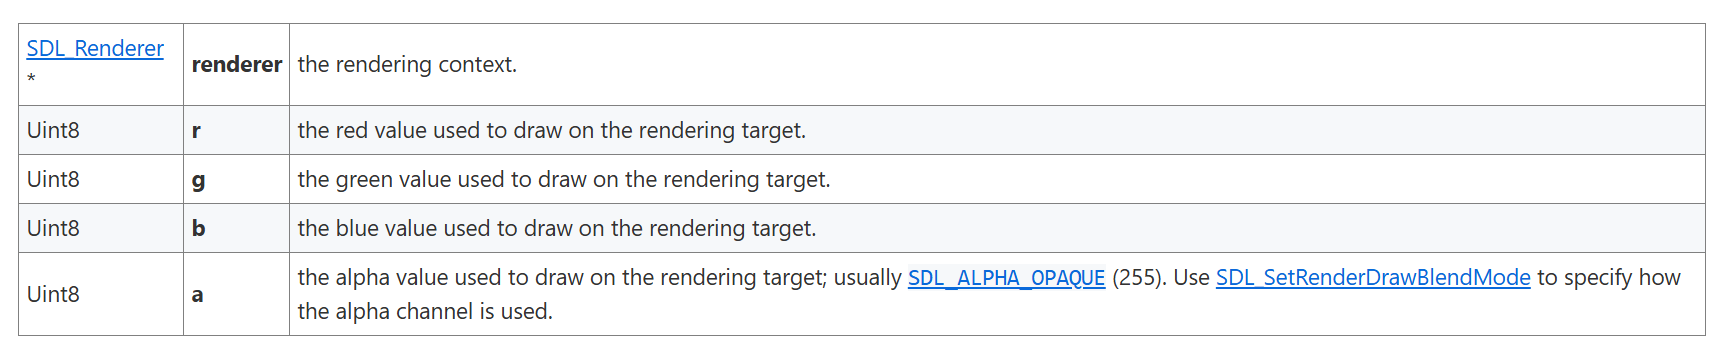 SDL_Renderer
* renderer the rendering context.
Uint8 r the red value used to draw on the rendering target.
Uint8 g the green value used to draw on the rendering target.
Uint8 b the blue value used to draw on the rendering target.
Uint8 a the alpha value used to draw on the rendering target; usually SDL_ALPHA_OPAQUE (255). Use SDL_SetRenderDrawBlendMode to specify how
the alpha channel is used.